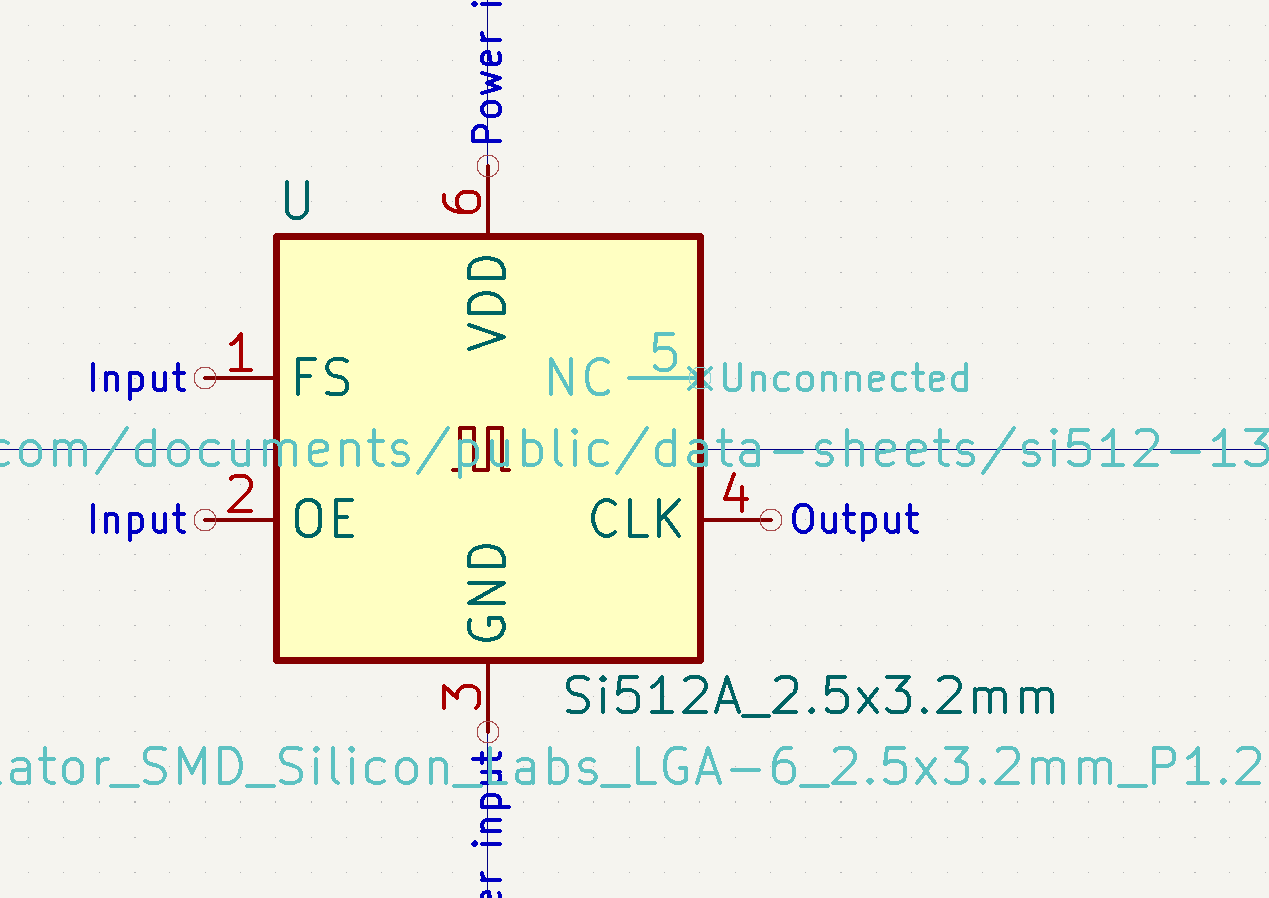 Power i
6
U
VDD
1
5
Input
FS
NC
Unconnected
com/documents/public/data-sheets/si512-13
2
4
Input
OE
CLK
Output
GND
3
Si512A_2.5x3.2mm
ator_SMD_Silicon_Labs_LGA-6_2.5x3.2mm_P1.2
er input